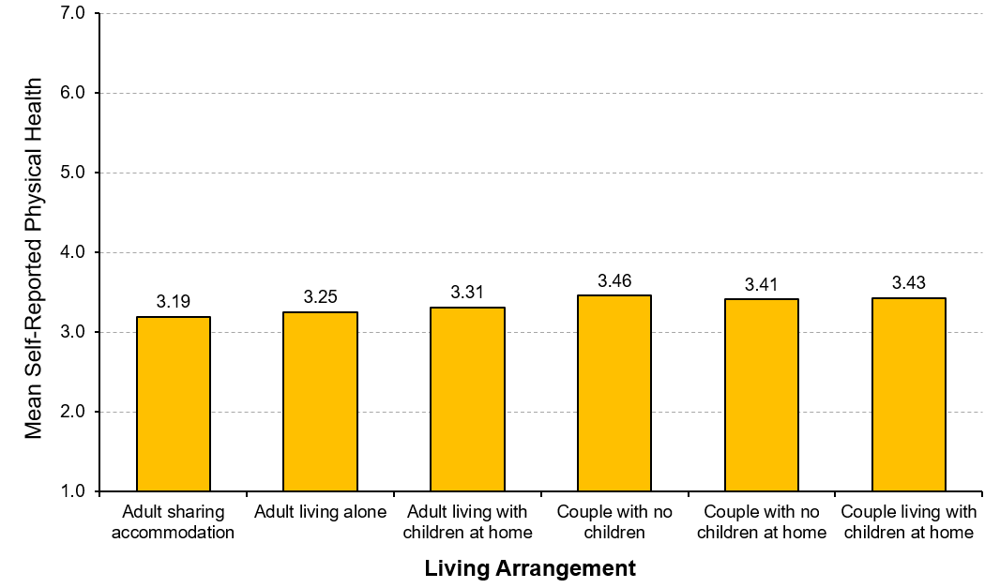 Mean Self-Reported Physical Health
7.0
6.0
5.0
4.0
3.0
2.0
1.0
3.19
3.25
3.31
3.46
3.41
3.43
Adult sharing
accommodation
Adult living alone
Adult living with
children at home
Couple with no
children
Couple with no
children at home
Couple living with
children at home
Living Arrangement